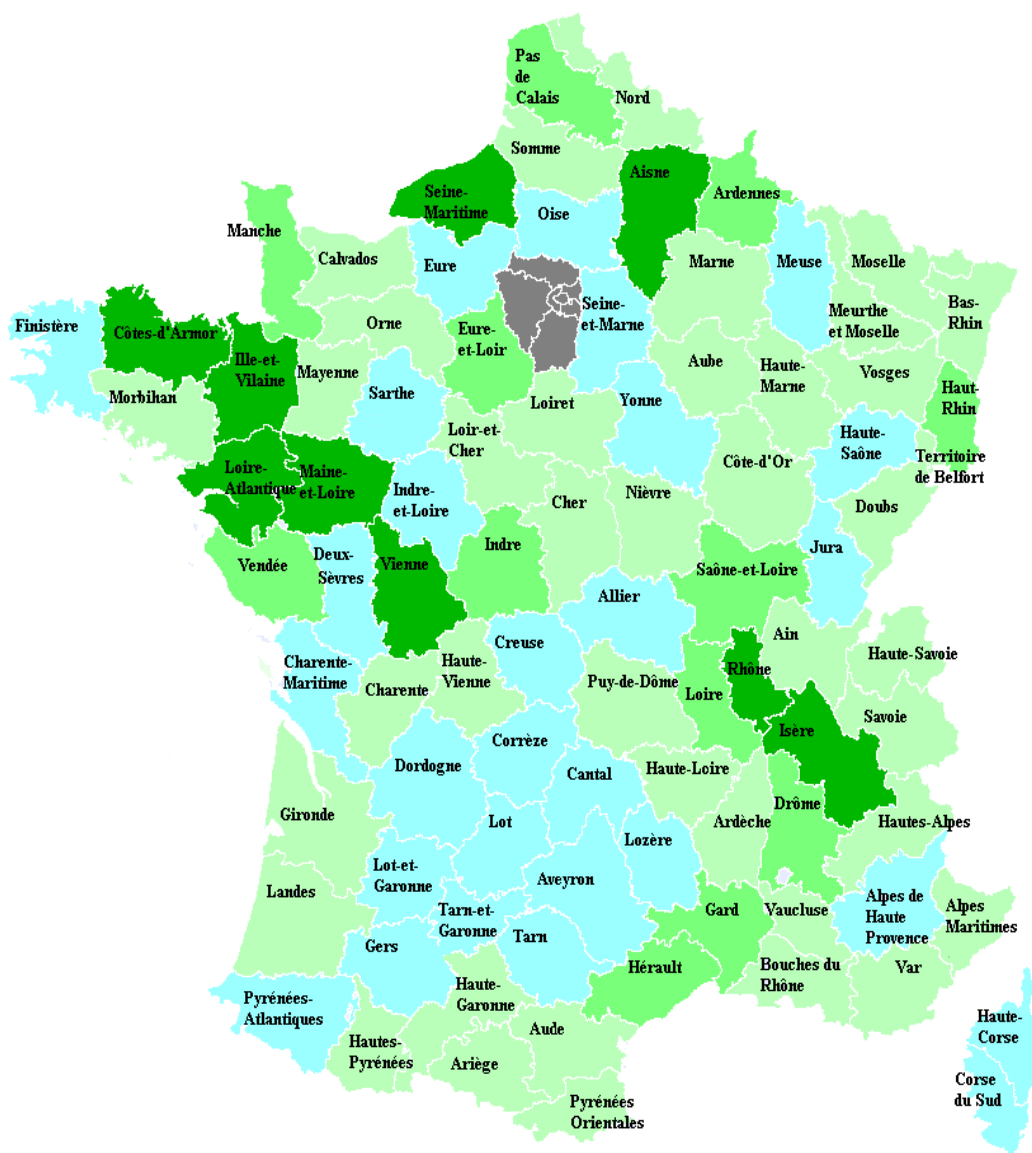 Pas
de
Calais
Nord
Somme
Aisne
Ardennes
Seine-
Maritime
Oise
Manche
Calvados
Eure
Marne
Meuse
Moselle
Seine-
et-Marne
Meurthe
et Moselle
Bas-
Rhin
Finistère
Côtes-d'Armor
Orne
Eure-
et-Loir
Ille-et-
Vilaine
Mayenne
Aube
Haute-
Marne
Vosges
Morbihan
Sarthe
Loiret
Yonne
Haut-
Rhin
Loir-et-
Cher
Haute-
Saône
Territoire
de Belfort
Côte-d'Or
Loire-
Atlantique
Maine-
et-Loire
Indre-
et-Loire
Cher
Nièvre
Doubs
Vendée
Deux-
Sèvres
Vienne
Indre
Saône-et-Loire
Jura
Allier
Creuse
Ain
Charente-
Maritime
Charente
Haute-
Vienne
Puy-de-Dôme
Loire
Rhône
Haute-Savoie
Savoie
Isère
Corrèze
Dordogne
Cantal
Haute-Loire
Gironde
Lot
Lozère
Ardèche
Drôme
Hautes-Alpes
Landes
Lot-et-
Garonne
Aveyron
Tarn-et-
Garonne
Gers
Tarn
Gard
Vaucluse
Alpes de
Haute
Provence
Alpes
Maritimes
Hérault
Bouches du
Rhône
Var
Pyrénées-
Atlantiques
Haute-
Garonne
Aude
Hautes-
Pyrénées
Ariège
Pyrénées
Orientales
Haute-
Corse
Corse
du Sud